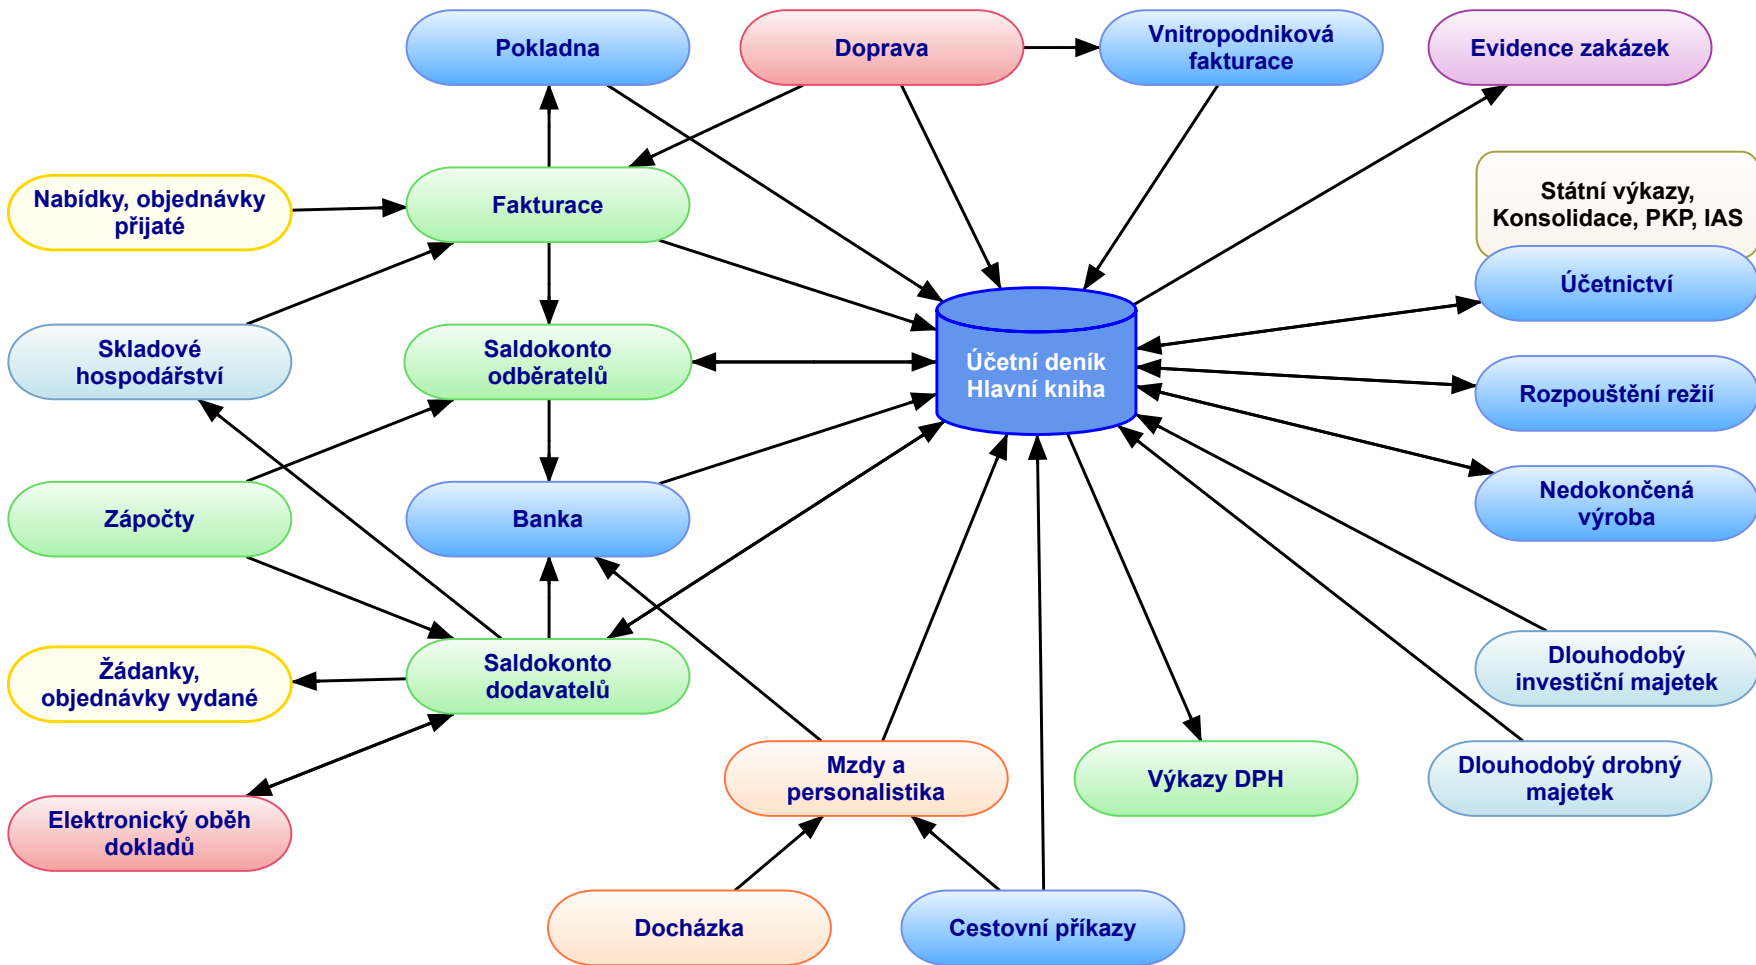 Pokladna
Doprava
Vnitropodniková
fakturace
Evidence zakázek
Nabídky, objednávky
přijaté
Fakturace
Státní výkazy,
Konsolidace, PKP, IAS
Účetnictví
Skladové
hospodářství
Saldokonto
odběratelů
Účetní deník
Hlavní kniha
Rozpouštění režií
Zápočty
Banka
Nedokončená
výroba
Žádanky,
objednávky vydané
Saldokonto
dodavatelů
Dlouhodobý
investiční majetek
Elektronický oběh
dokladů
Mzdy a
personalistika
Výkazy DPH
Dlouhodobý drobný
majetek
Docházka
Cestovní příkazy